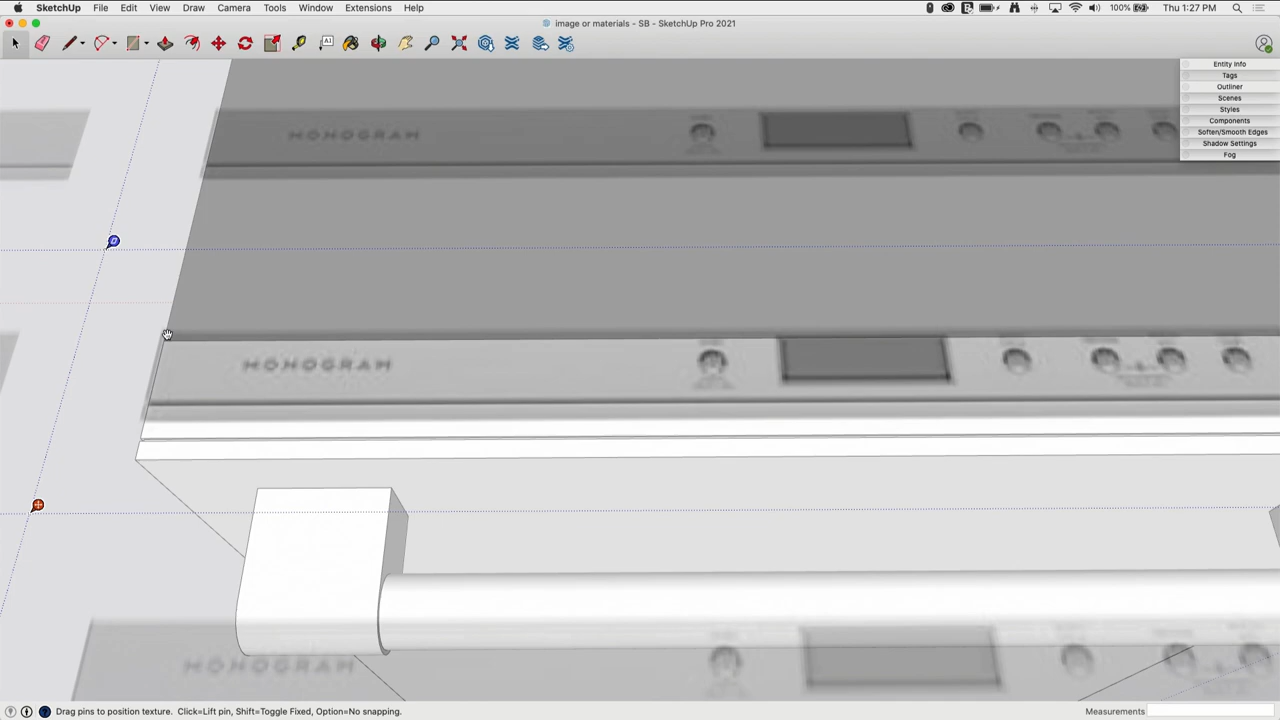 SketchUp File Edit View Draw Camera Tools Window Extensions Help
100% Thu 1:27 PM
image or materials - SB - SketchUp Pro 2021
A1
Entity Info
Tags
Outliner
Scenes
Styles
Components
Soften/Smooth Edges
Shadow Settings
Fog
MONOGRAM
MONOGRAM
MONOGRAM
Drag pins to position texture. Click=Lift pin, Shift=Toggle Fixed, Option=No snapping.
Measurements